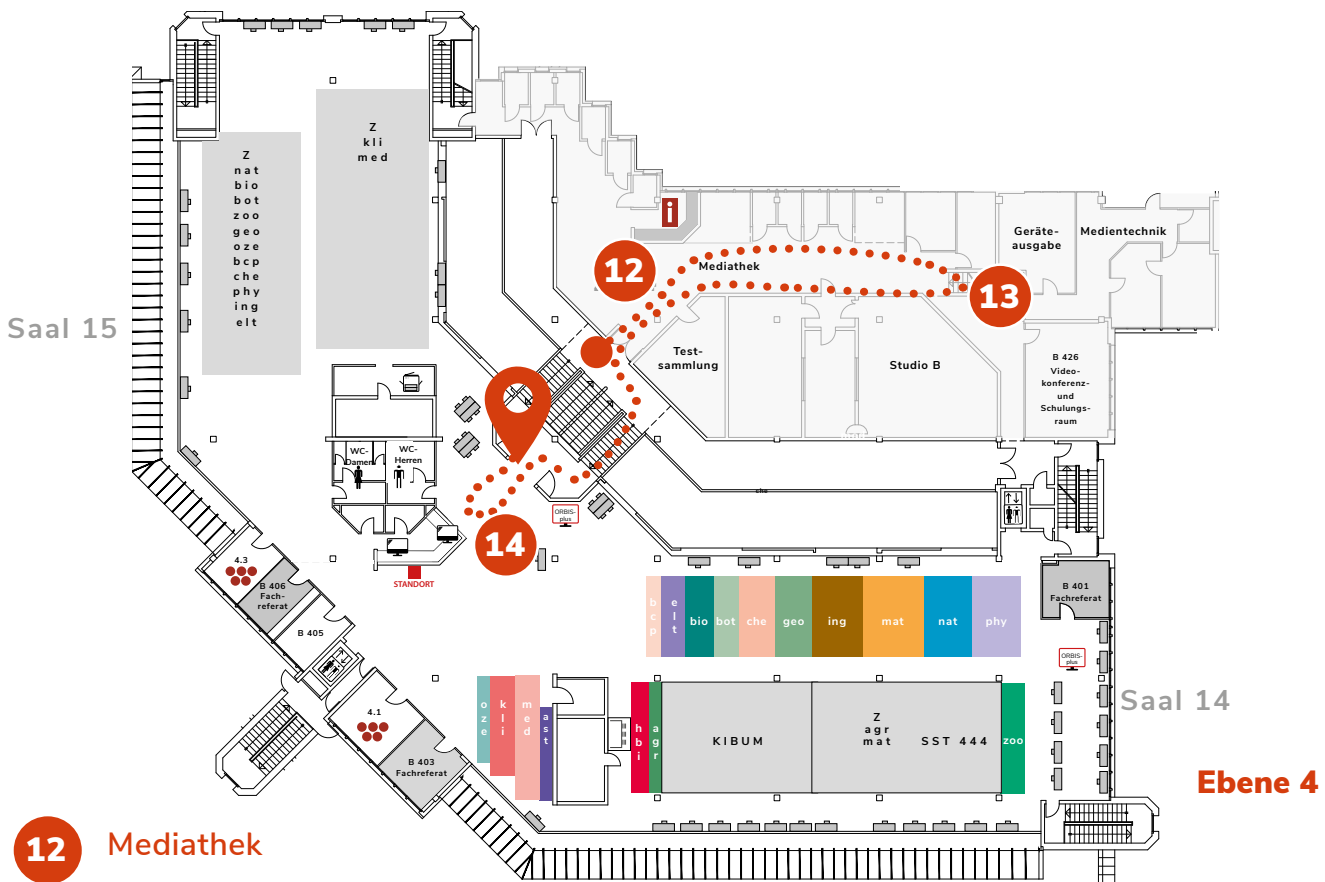 Z
kli
med
Z
nat
bio
bot
zoo
geo
oze
bcp
che
phy
ing
elt
i
Geräte-
ausgabe
Medientechnik
12
Mediathek
13
Saal 15
Test-
sammlung
Studio B
B 426
Video-
konferenz-
und
Schulungs-
raum
WC-
Damen
WC-
Herren
che
ORBIS-
plus
14
STANDORT
4.3
B 406
Fach-
referat
B 405
B 401
Fachreferat
bcp
elt
bio
bot
che
geo
ing
mat
nat
phy
ORBIS-
plus
oze
kli
med
ast
hbi
agr
KIBUM
Z
agr
mat
SST 444
zoo
Saal 14
4.1
B 403
Fachreferat
Ebene 4
12 Mediathek